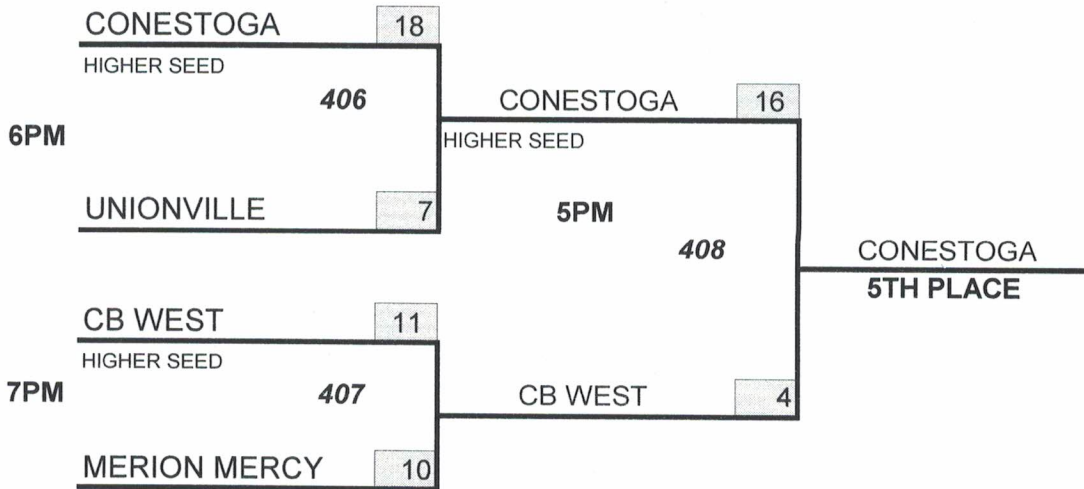 CONESTOGA 18
HIGHER SEED
406
CONESTOGA 16
6PM
HIGHER SEED
UNIONVILLE 7
5PM
408
CONESTOGA
5TH PLACE
CB WEST 11
HIGHER SEED
7PM
407
CB WEST 4
MERION MERCY 10